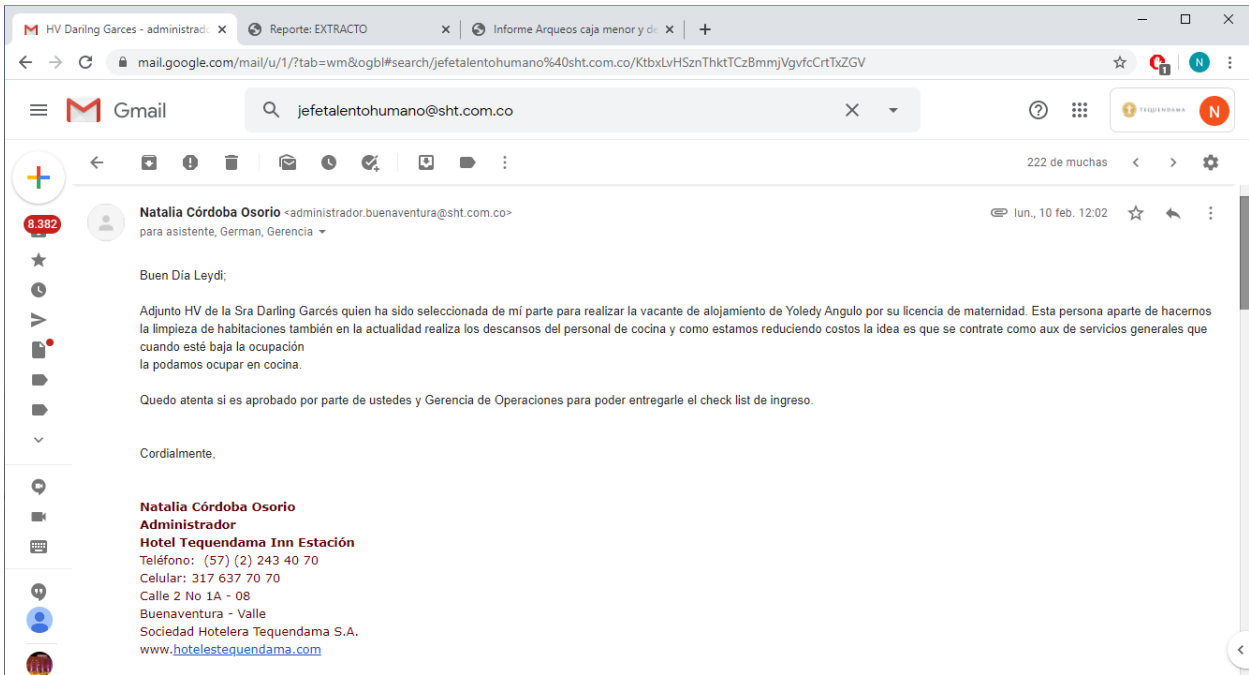 HV Darilng Garces - administrado
Reporte: EXTRACTO
Informe Arqueos caja menor y de
mail.google.com/mail/u/1/?tab=wm&ogbl#search/jefetalentohumano%40sht.com.co/KtbxLvHSznThktTCzBmmjVgvfcCrtTxZGV
1
N
Gmail
jefetalentohumano@sht.com.co
TEQUENDAMA
N
222 de muchas
8.382
Natalia Córdoba Osorio <administrador.buenaventura@sht.com.co>
lun., 10 feb. 12:02
para asistente, German, Gerencia
Buen Día Leydi;
Adjunto HV de la Sra Darling Garcés quien ha sido seleccionada de mí parte para realizar la vacante de alojamiento de Yoledy Angulo por su licencia de maternidad. Esta persona aparte de hacernos
la limpieza de habitaciones también en la actualidad realiza los descansos del personal de cocina y como estamos reduciendo costos la idea es que se contrate como aux de servicios generales que
cuando esté baja la ocupación
la podamos ocupar en cocina.
Quedo atenta si es aprobado por parte de ustedes y Gerencia de Operaciones para poder entregarle el check list de ingreso.
Cordialmente,
Natalia Córdoba Osorio
Administrador
Hotel Tequendama Inn Estación
Teléfono: (57) (2) 243 40 70
Celular: 317 637 70 70
Calle 2 No 1A - 08
Buenaventura - Valle
Sociedad Hotelera Tequendama S.A.
www.hotelestequendama.com